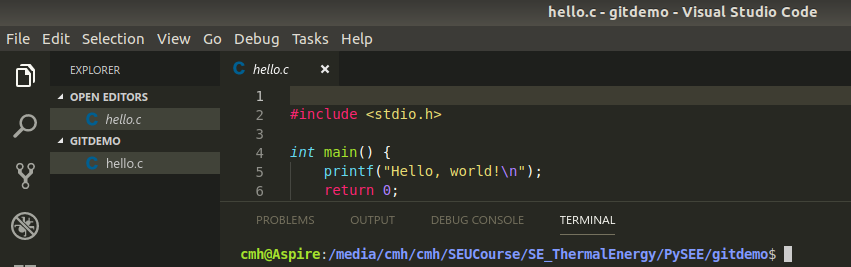 hello.c - gitdemo - Visual Studio Code
File Edit Selection View Go Debug Tasks Help
EXPLORER
OPEN EDITORS
C hello.c
GITDEMO
C hello.c
C hello.c ×
1
2 #include <stdio.h>
3
4 int main() {
5     printf("Hello, world!\n");
6     return 0;
PROBLEMS OUTPUT DEBUG CONSOLE TERMINAL
cmh@Aspire:/media/cmh/cmh/SEUCourse/SE_ThermalEnergy/PySEE/gitdemo$